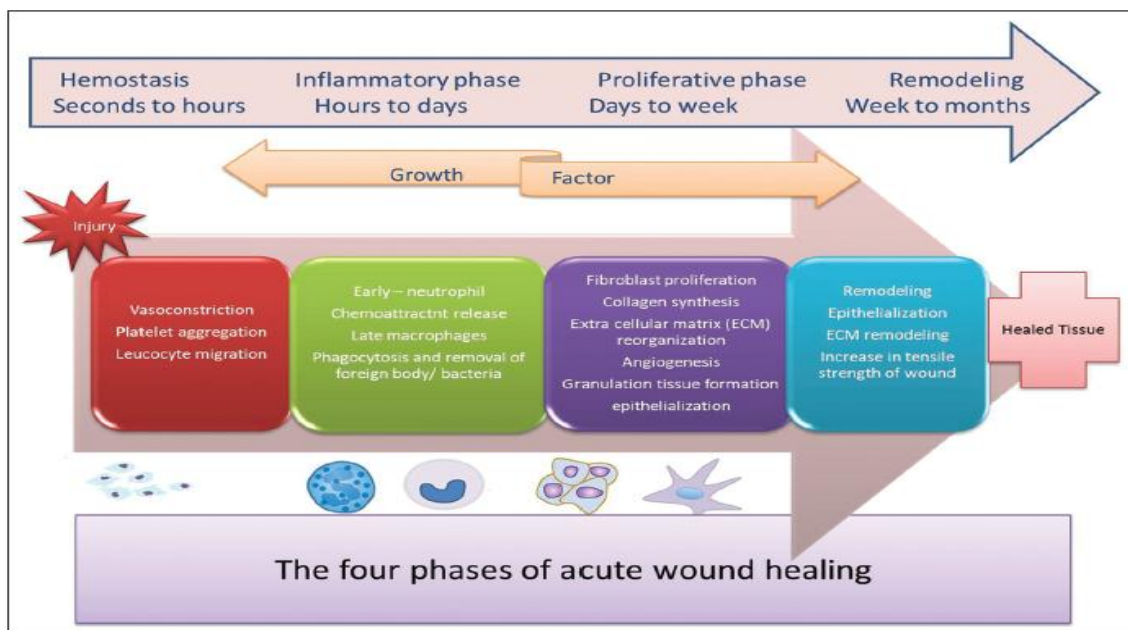 Hemostasis
Seconds to hours
Inflammatory phase
Hours to days
Proliferative phase
Days to week
Remodeling
Week to months
Growth Factor
Injury
Vasoconstriction
Platelet aggregation
Leucocyte migration
Early – neutrophil
Chemoattractnt release
Late macrophages
Phagocytosis and removal of
foreign body/ bacteria
Fibroblast proliferation
Collagen synthesis
Extra cellular matrix (ECM)
reorganization
Angiogenesis
Granulation tissue formation
epithelialization
Remodeling
Epithelialization
ECM remodeling
Increase in tensile
strength of wound
Healed Tissue
The four phases of acute wound healing